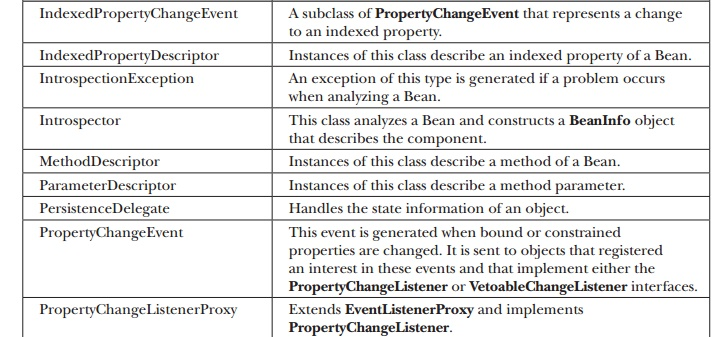 IndexedPropertyChangeEvent A subclass of PropertyChangeEvent that represents a change
to an indexed property.
IndexedPropertyDescriptor Instances of this class describe an indexed property of a Bean.
IntrospectionException An exception of this type is generated if a problem occurs
when analyzing a Bean.
Introspector This class analyzes a Bean and constructs a BeanInfo object
that describes the component.
MethodDescriptor Instances of this class describe a method of a Bean.
ParameterDescriptor Instances of this class describe a method parameter.
PersistenceDelegate Handles the state information of an object.
PropertyChangeEvent This event is generated when bound or constrained
properties are changed. It is sent to objects that registered
an interest in these events and that implement either the
PropertyChangeListener or VetoableChangeListener interfaces.
PropertyChangeListenerProxy Extends EventListenerProxy and implements
PropertyChangeListener.